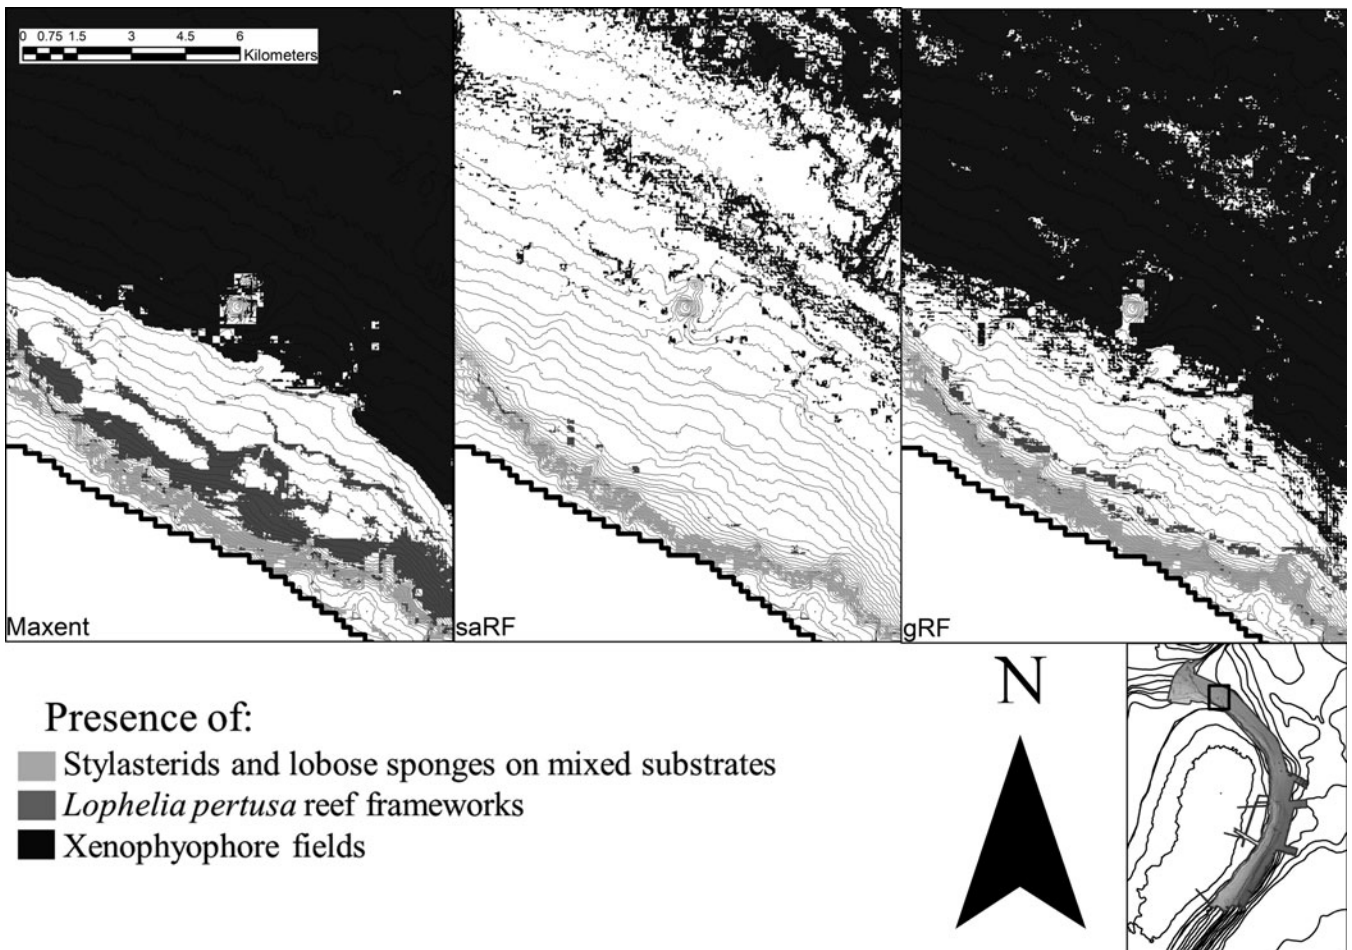 0 0.75 1.5 3 4.5 6
Kilometers
Maxent
saRF
gRF
N
Presence of:
Stylasterids and lobose sponges on mixed substrates
Lophelia pertusa reef frameworks
Xenophyophore fields